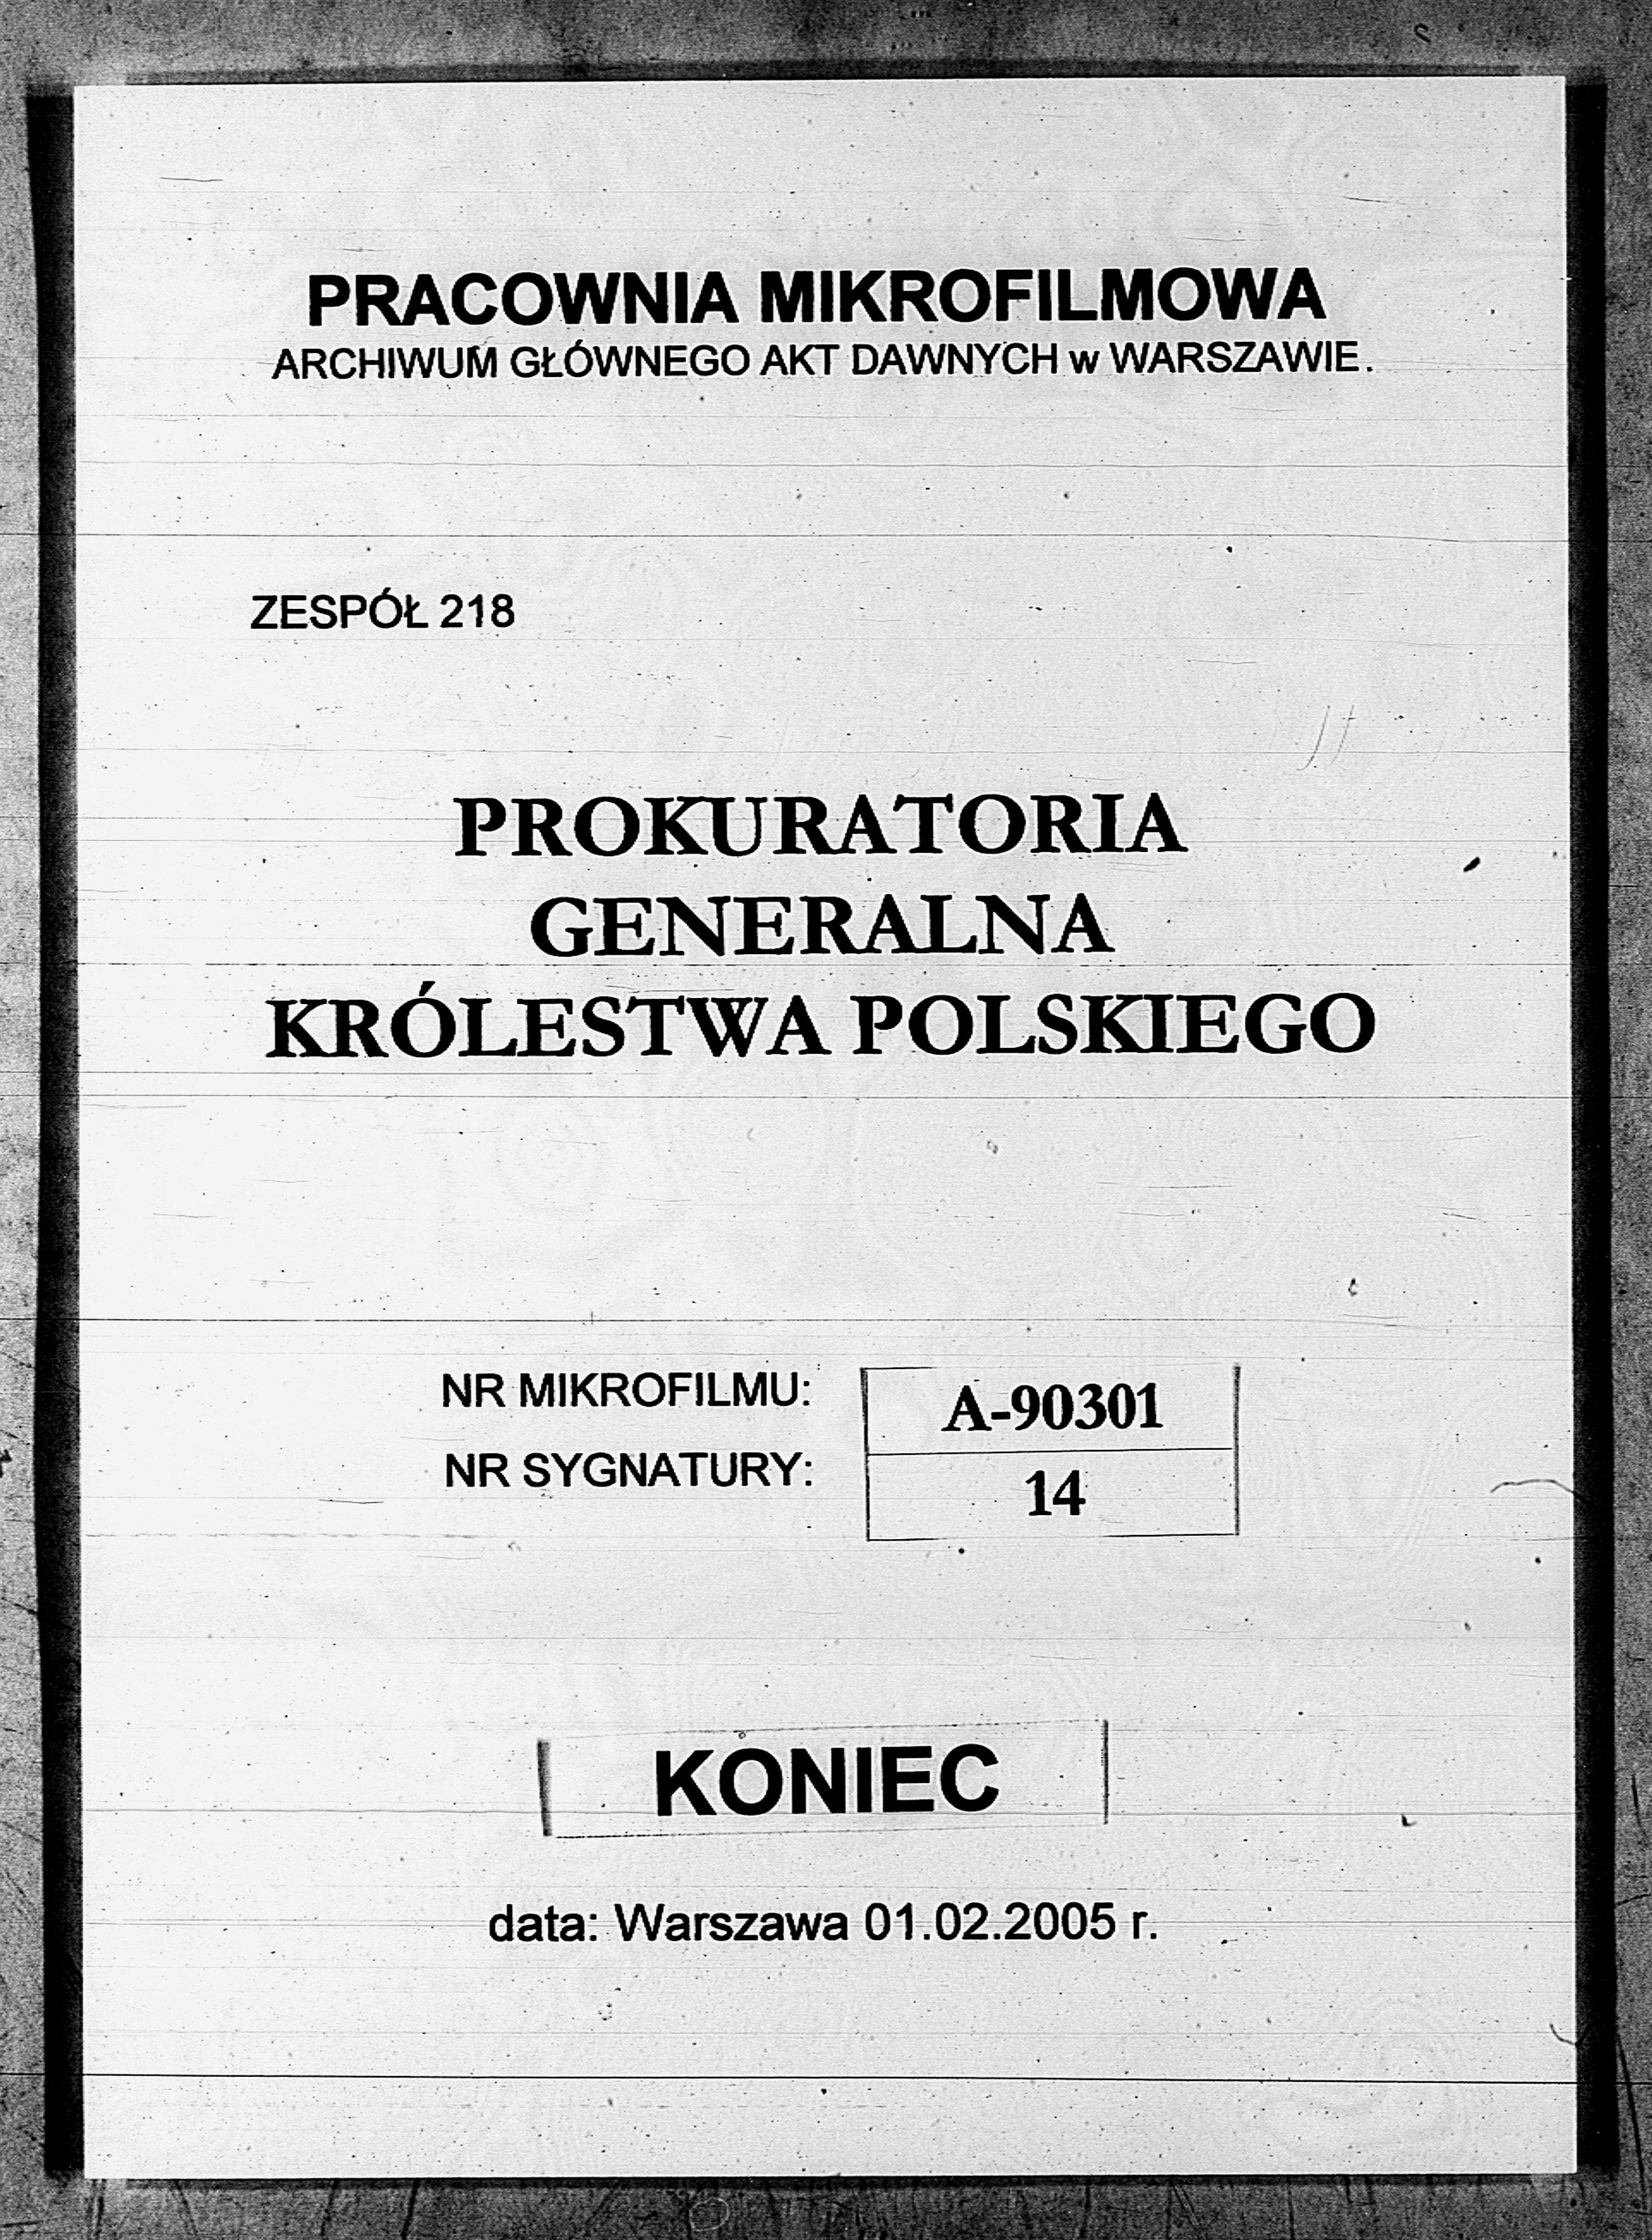 PRACOWNIA MIKROFILMOWA
ARCHIWUM GŁÓWNEGO AKT DAWNYCH w WARSZAWIE.
ZESPÓŁ 218
PROKURATORIA
GENERALNA
KRÓLESTWA POLSKIEGO
NR MIKROFILMU: A-90301
NR SYGNATURY: 14
KONIEC
data: Warszawa 01.02.2005 r.